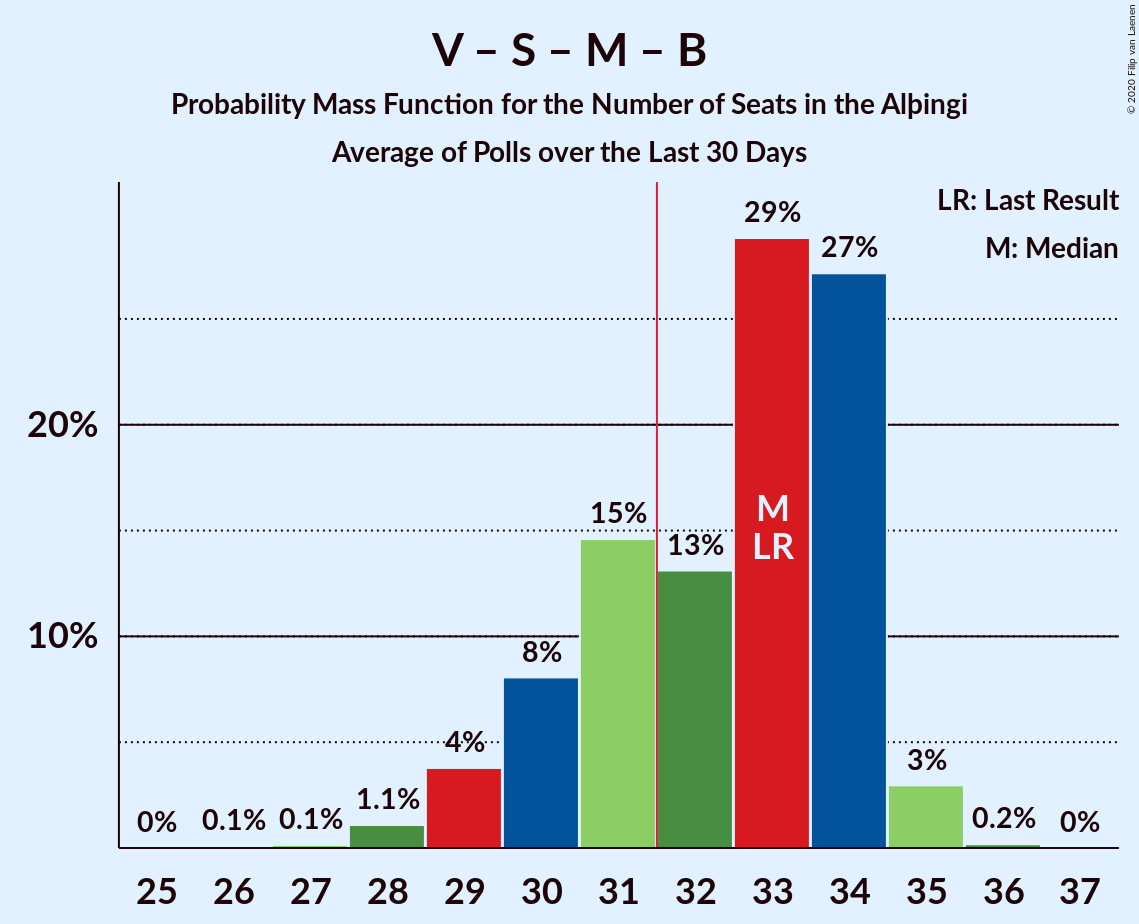 V – S – M – B
Probability Mass Function for the Number of Seats in the Alþingi
Average of Polls over the Last 30 Days
© 2020 Filip van Laenen
LR: Last Result
M: Median
29%
27%
20%
15%
13%
M
LR
10%
8%
4%
3%
1.1%
0%
0.1%
0.1%
0.2%
0%
25 26 27 28 29 30 31 32 33 34 35 36 37